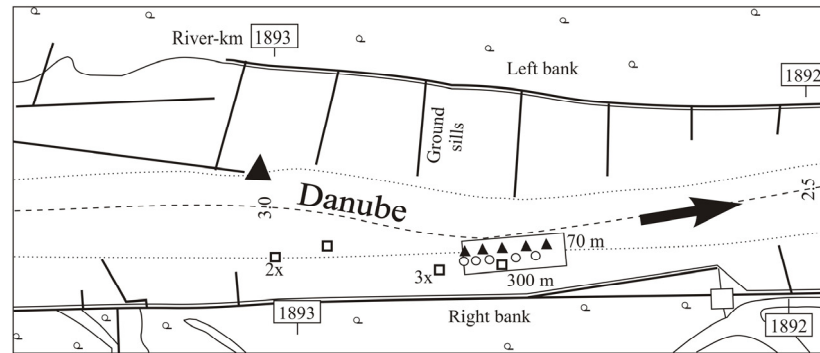 River-km 1893
Left bank
1892
Ground
sills
Danube
3.0
2.5
70 m
2x
3x
300 m
1893
Right bank
1892